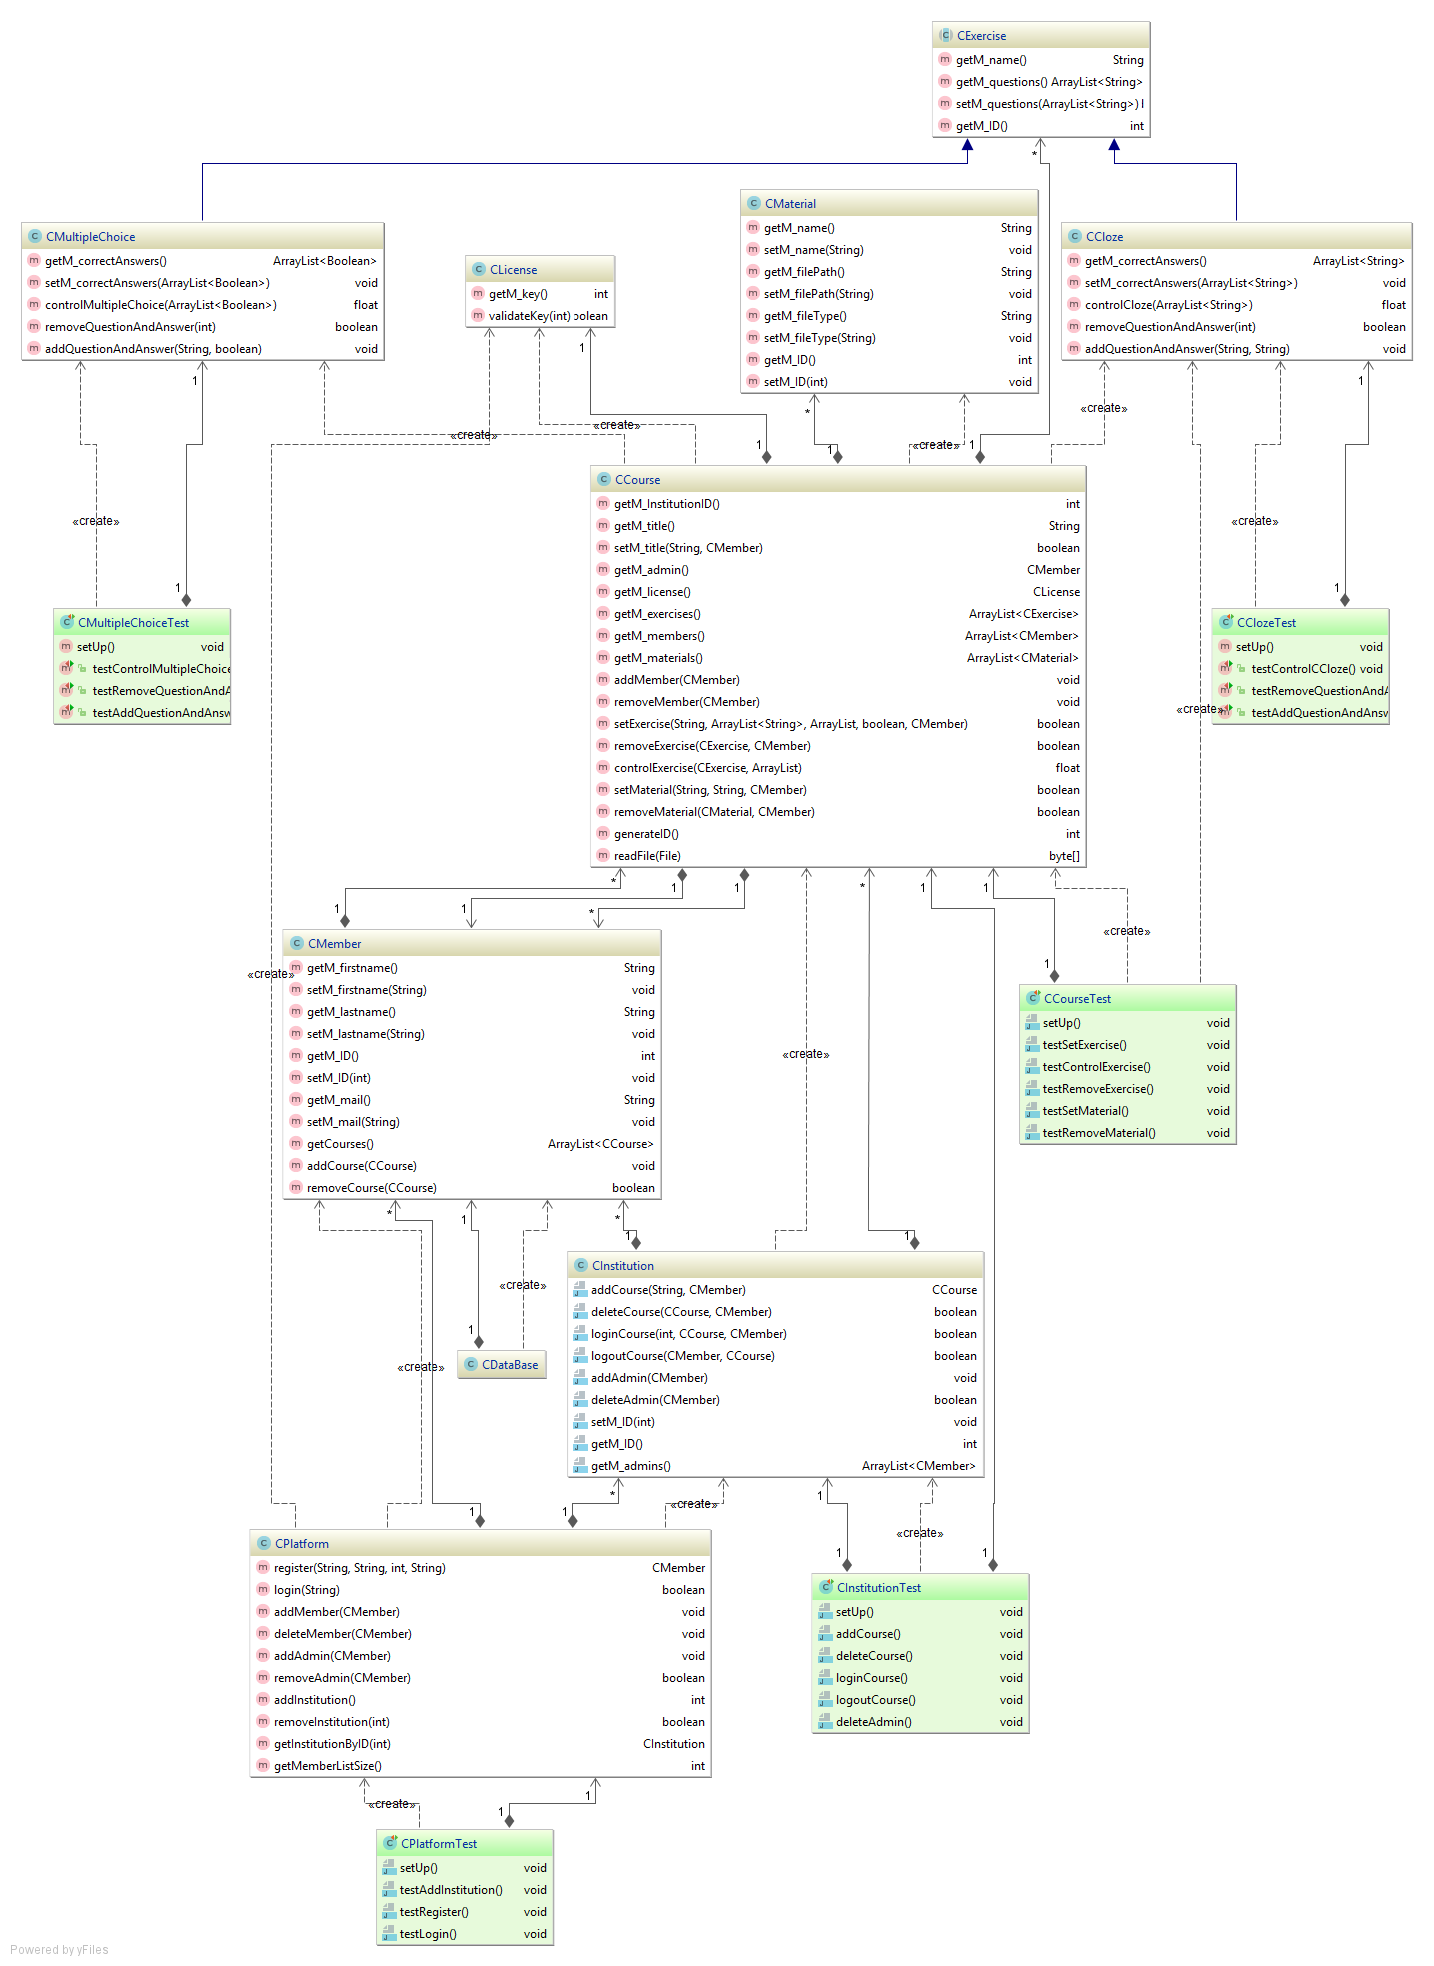 CExercise
getM_name() String
getM_questions() ArrayList<String>
setM_questions(ArrayList<String>)
getM_ID() int
*
CMultipleChoice
getM_correctAnswers() ArrayList<Boolean>
setM_correctAnswers(ArrayList<Boolean>) void
controlMultipleChoice(ArrayList<Boolean>) float
removeQuestionAndAnswer(int) boolean
addQuestionAndAnswer(String, boolean) void
CLicense
getM_key() int
validateKey(int) boolean
CMaterial
getM_name() String
setM_name(String) void
getM_filePath() String
setM_filePath(String) void
getM_fileType() String
setM_fileType(String) void
getM_ID() int
setM_ID(int) void
CCloze
getM_correctAnswers() ArrayList<String>
setM_correctAnswers(ArrayList<String>) void
controlCloze(ArrayList<String>) float
removeQuestionAndAnswer(int) boolean
addQuestionAndAnswer(String, String) void
1
1
1
*
«create»
«create»
«create»
«create»
1
1
1
CCourse
getM_InstitutionID() int
getM_title() String
setM_title(String, CMember) boolean
getM_admin() CMember
getM_license() CLicense
getM_exercises() ArrayList<CExercise>
getM_members() ArrayList<CMember>
getM_materials() ArrayList<CMaterial>
addMember(CMember) void
removeMember(CMember) void
setExercise(String, ArrayList<String>, ArrayList, boolean, CMember) boolean
removeExercise(CExercise, CMember) boolean
controlExercise(CExercise, ArrayList) float
setMaterial(String, String, CMember) boolean
removeMaterial(CMaterial, CMember) boolean
generateID() int
readFile(File) byte[]
«create»
«create»
1
1
CMultipleChoiceTest
setUp() void
testControlMultipleChoice
testRemoveQuestionAndA
testAddQuestionAndAnsw
CClozeTest
setUp() void
testControlCCloze() void
testRemoveQuestionAndA
testAddQuestionAndAnsw
«create»
*
1
1
*
1
1
1
1
*
«create»
1
CMember
getM_firstname() String
setM_firstname(String) void
getM_lastname() String
setM_lastname(String) void
getM_ID() int
setM_ID(int) void
getM_mail() String
setM_mail(String) void
getCourses() ArrayList<CCourse>
addCourse(CCourse) void
removeCourse(CCourse) boolean
«create»
«create»
CCourseTest
setUp() void
testSetExercise() void
testControlExercise() void
testRemoveExercise() void
testSetMaterial() void
testRemoveMaterial() void
*
1
*
1
1
«create»
1
CDataBase
«create»
CInstitution
addCourse(String, CMember) CCourse
deleteCourse(CCourse, CMember) boolean
loginCourse(int, CCourse, CMember) boolean
logoutCourse(CMember, CCourse) boolean
addAdmin(CMember) void
deleteAdmin(CMember) boolean
setM_ID(int) void
getM_ID() int
getM_admins() ArrayList<CMember>
*
1
1
1
«create»
«create»
1
1
CPlatform
register(String, String, int, String) CMember
login(String) boolean
addMember(CMember) void
deleteMember(CMember) void
addAdmin(CMember) void
removeAdmin(CMember) boolean
addInstitution() int
removeInstitution(int) boolean
getInstitutionByID(int) CInstitution
getMemberListSize() int
CInstitutionTest
setUp() void
addCourse() void
deleteCourse() void
loginCourse() void
logoutCourse() void
deleteAdmin() void
1
«create»
1
CPlatformTest
setUp() void
testAddInstitution() void
testRegister() void
testLogin() void
Powered by yFiles